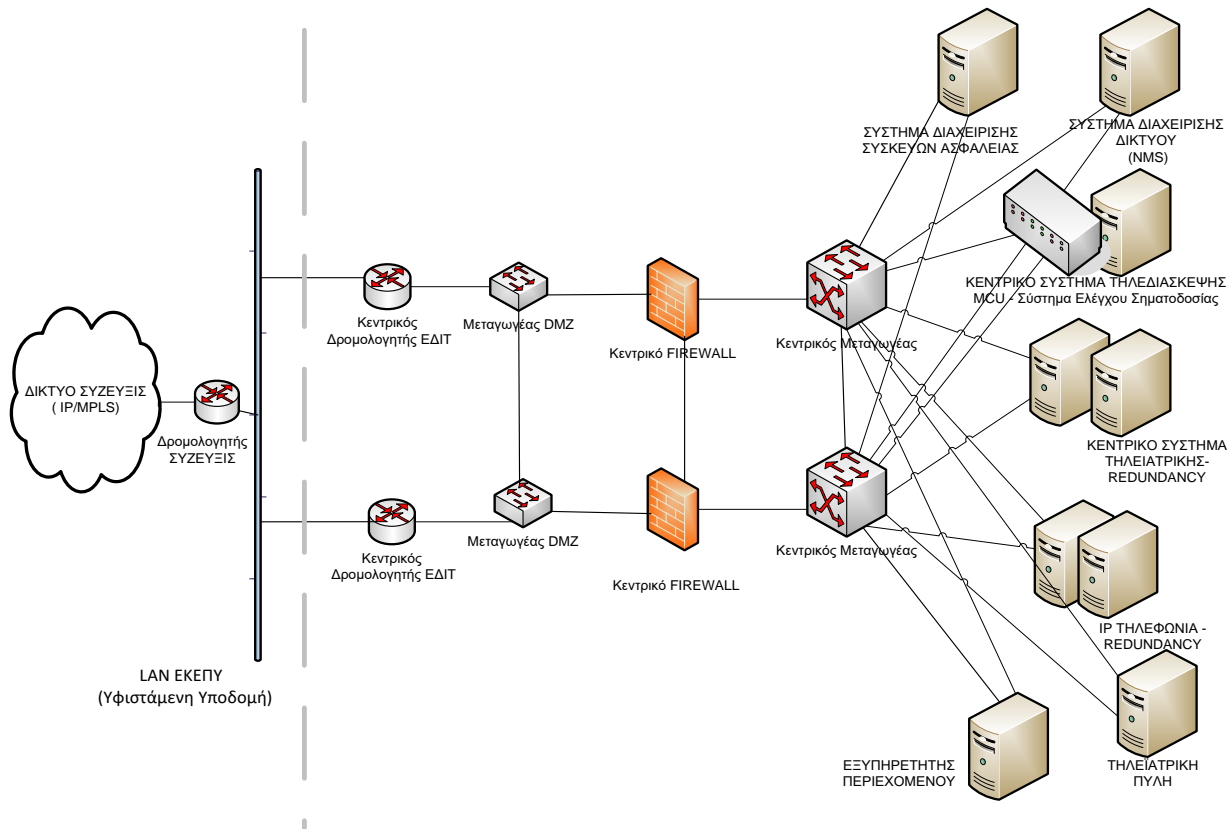 ΣΥΣΤΗΜΑ ΔΙΑΧΕΙΡΙΣΗΣ
ΣΥΣΚΕΥΩΝ ΑΣΦΑΛΕΙΑΣ
ΣΥΣΤΗΜΑ ΔΙΑΧΕΙΡΙΣΗΣ
ΔΙΚΤΥΟΥ
(NMS)
ΚΕΝΤΡΙΚΟ ΣΥΣΤΗΜΑ ΤΗΛΕΔΙΑΣΚΕΨΗΣ
MCU - Σύστημα Ελέγχου Σηματοδοσίας
Κεντρικός
Δρομολογητής ΕΔΙΤ
Μεταγωγέας DMZ
Κεντρικό FIREWALL
Κεντρικός Μεταγωγέας
ΔΙΚΤΥΟ ΣΥΖΕΥΞΙΣ
( IP/MPLS)
Δρομολογητής
ΣΥΖΕΥΞΙΣ
ΚΕΝΤΡΙΚΟ ΣΥΣΤΗΜΑ
ΤΗΛΕΙΑΤΡΙΚΗΣ-
REDUNDANCY
Κεντρικός
Δρομολογητής ΕΔΙΤ
Μεταγωγέας DMZ
Κεντρικό FIREWALL
Κεντρικός Μεταγωγέας
IP ΤΗΛΕΦΩΝΙΑ -
REDUNDANCY
LAN ΕΚΕΠΥ
(Υφιστάμενη Υποδομή)
ΕΞΥΠΗΡΕΤΗΤΗΣ
ΠΕΡΙΕΧΟΜΕΝΟΥ
ΤΗΛΕΙΑΤΡΙΚΗ
ΠΥΛΗ